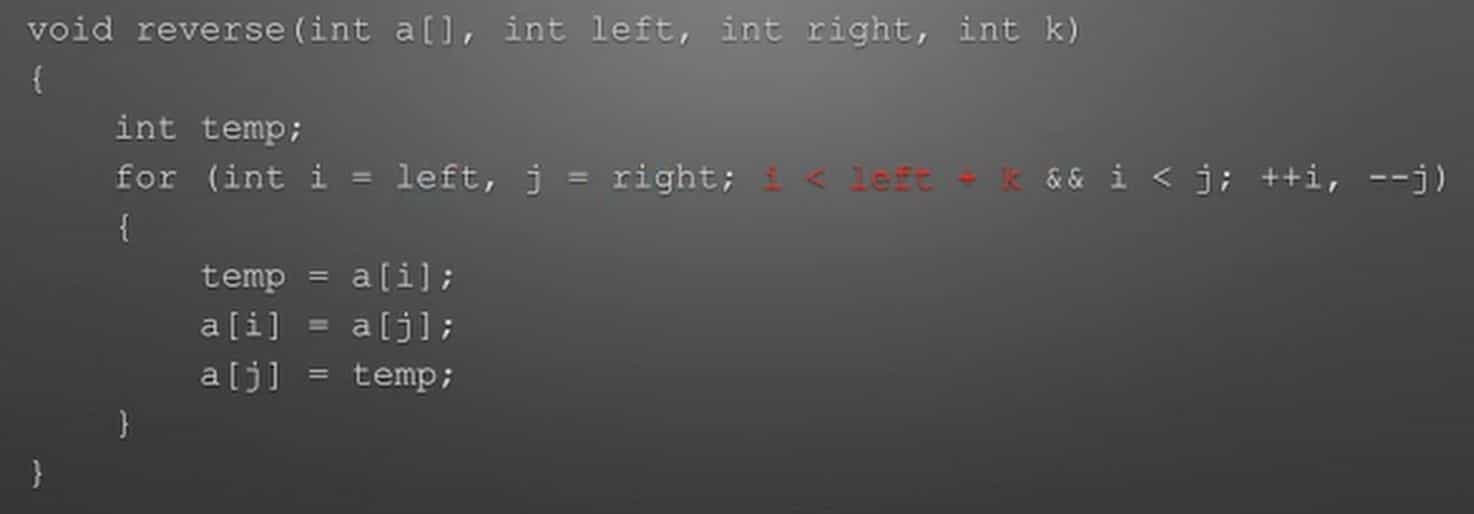 void reverse(int a[], int left, int right, int k)
{
    int temp;
    for (int i = left, j = right; i < left + k && i < j; ++i, --j)
    {
        temp = a[i];
        a[i] = a[j];
        a[j] = temp;
    }
}